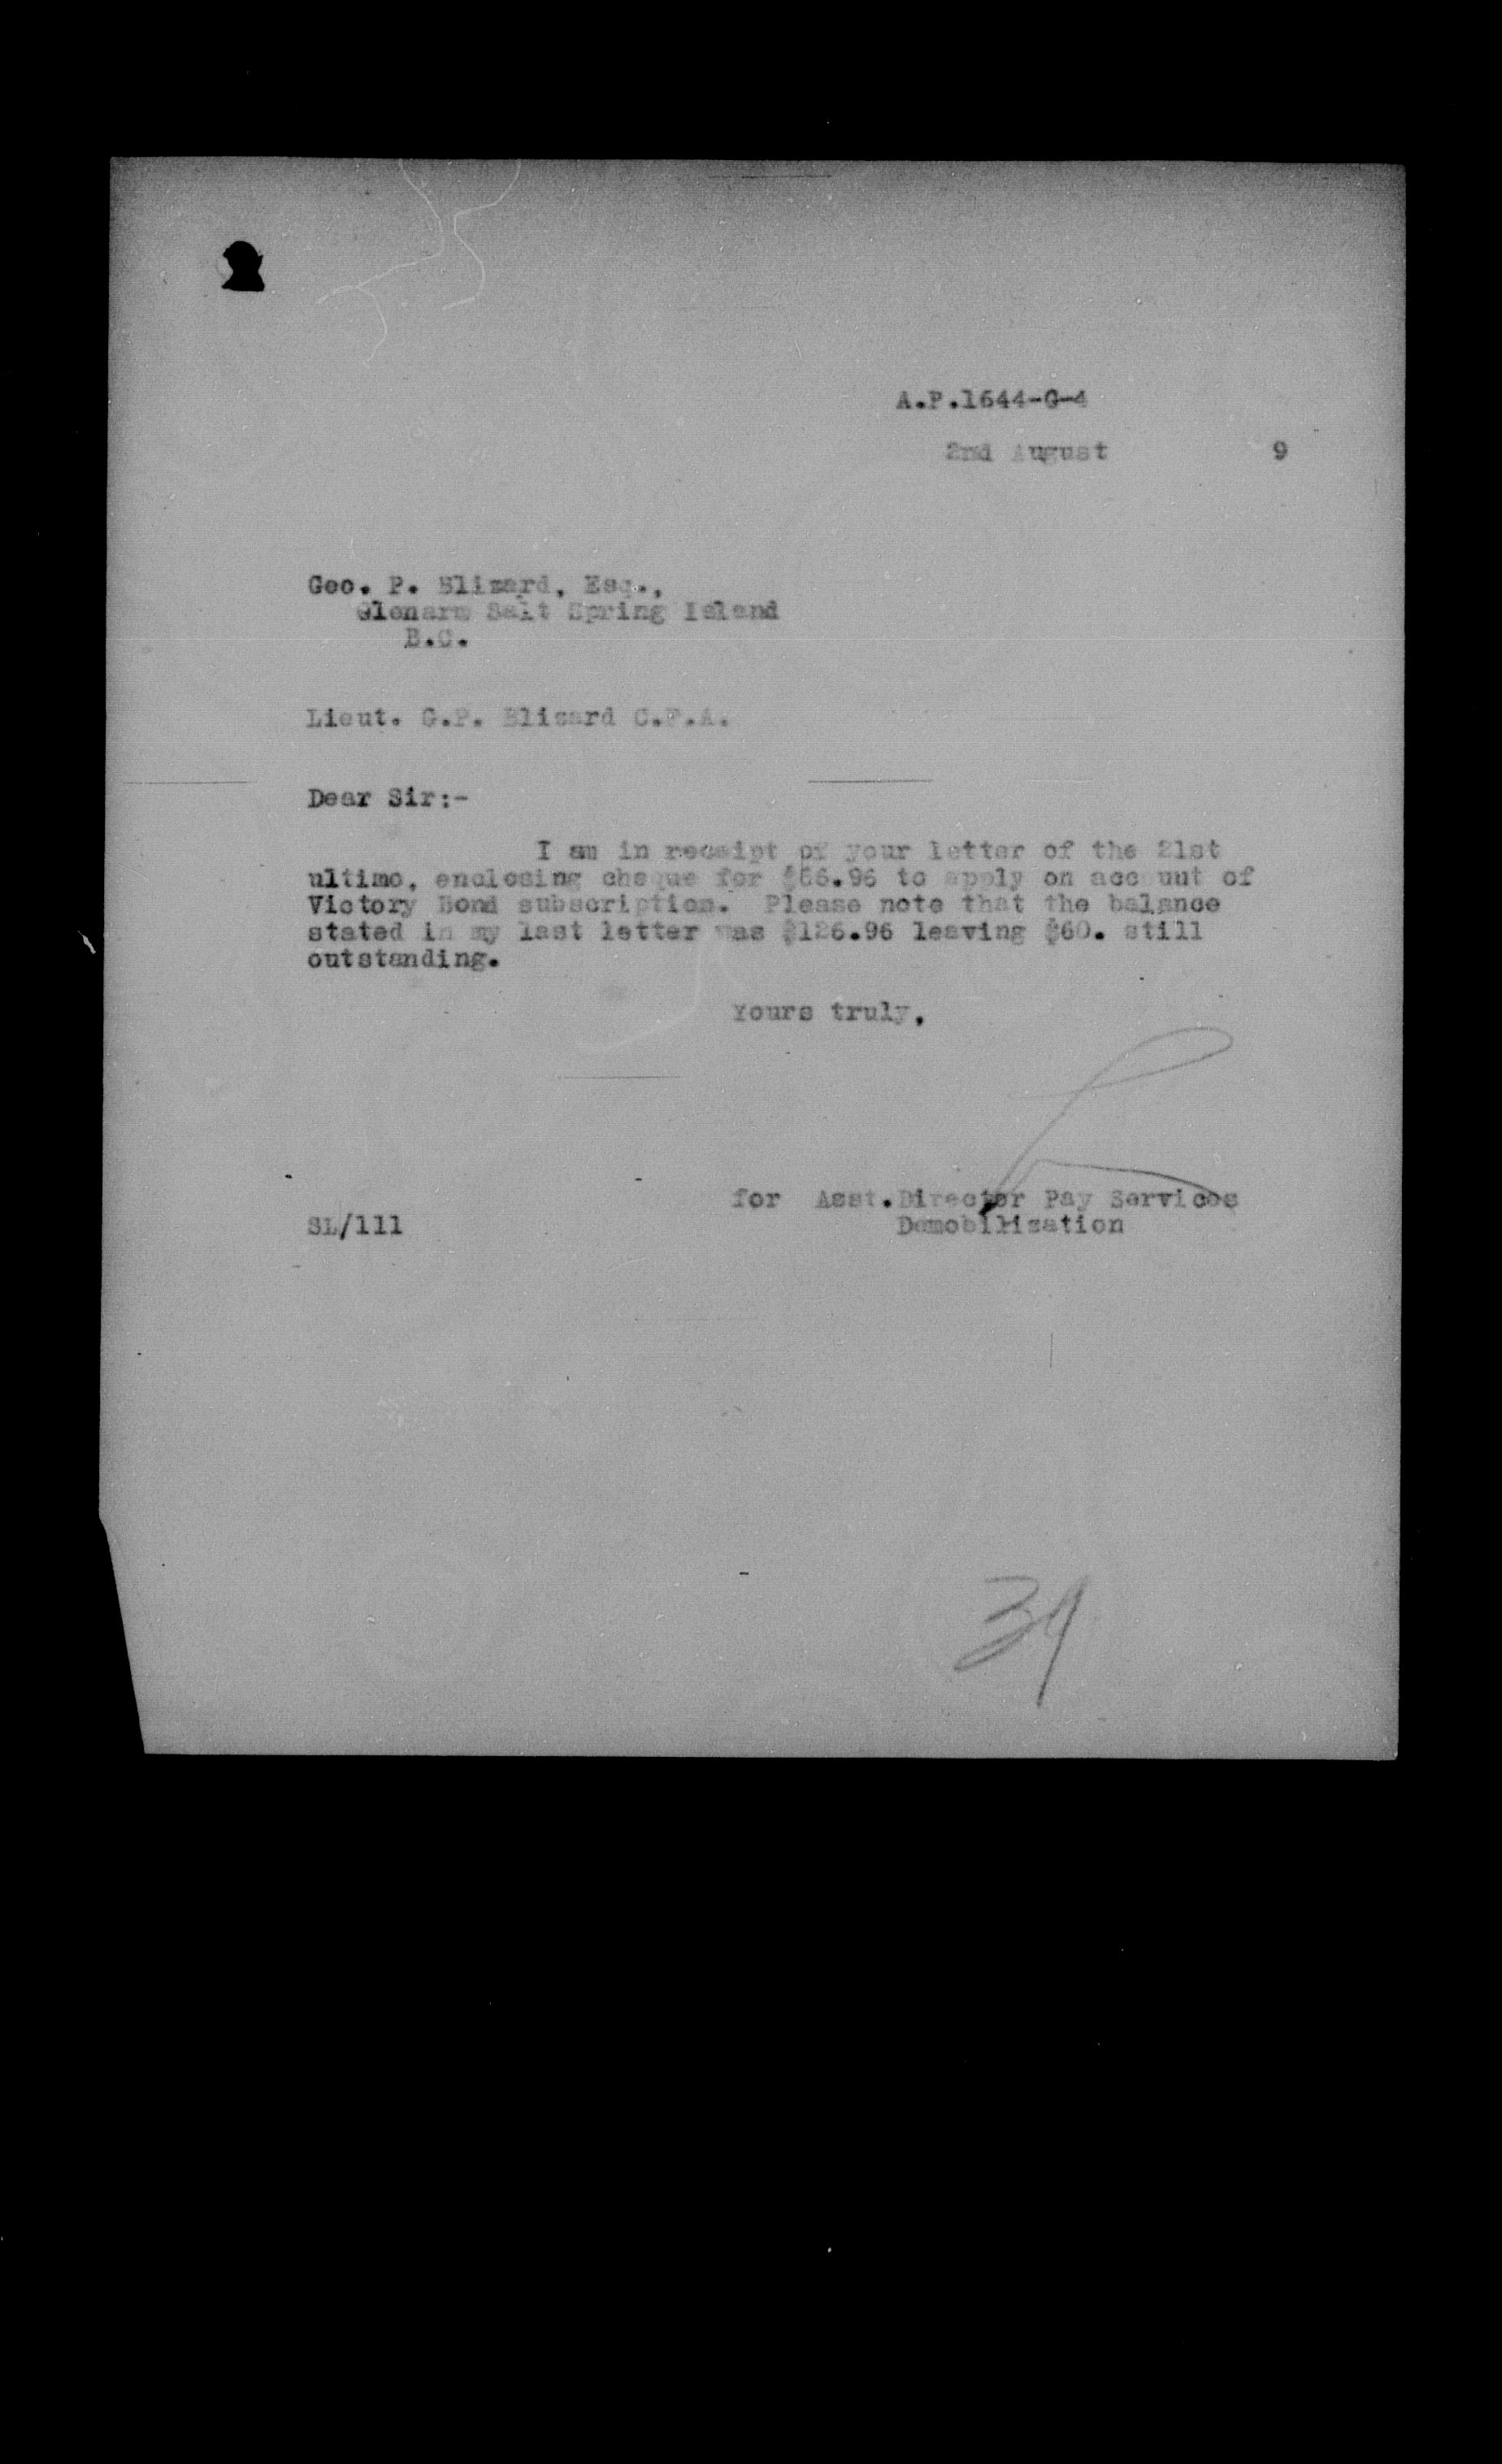 A.P.1644-G-4
2nd August 9
Geo. P. Blizard, Esq.,
Glenarm Salt Spring Island
B.C.
Lieut. G.P. Blizard C.F.A.
Dear Sir:-
I am in receipt of your letter of the 21st
ultimo, enclosing cheque for $66.96 to apply on account of
Victory Bond subscription. Please note that the balance
stated in my last letter was $126.96 leaving $60. still
outstanding.
Yours truly,
for Asst.Director Pay Services
SL/111 Demobilization
39